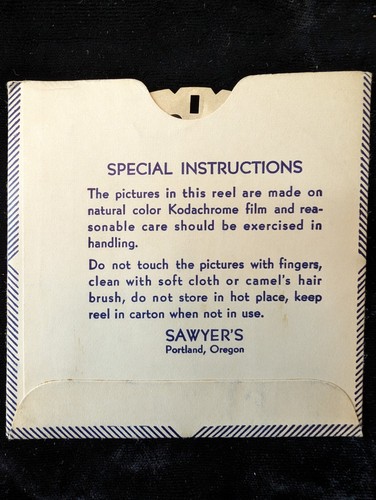 SPECIAL INSTRUCTIONS
The pictures in this reel are made on
natural color Kodachrome film and rea-
sonable care should be exercised in
handling.
Do not touch the pictures with fingers,
clean with soft cloth or camel's hair
brush, do not store in hot place, keep
reel in carton when not in use.
SAWYER'S
Portland, Oregon